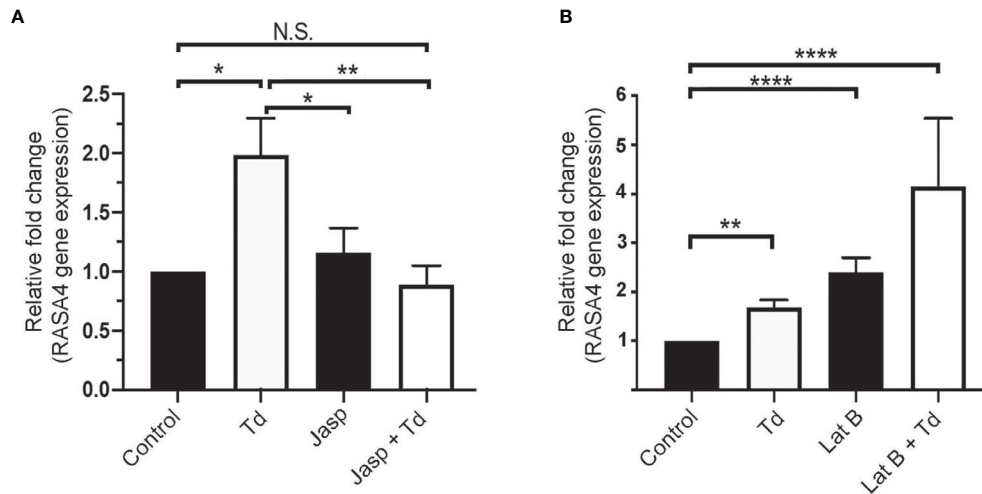 A
N.S.
*
**
*
2.5
2.0
1.5
1.0
0.5
0.0
Relative fold change
(RASA4 gene expression)
Control
Td
Jasp
Jasp + Td
B
****
****
**
6
5
4
3
2
1
Relative fold change
(RASA4 gene expression)
Control
Td
Lat B
Lat B + Td